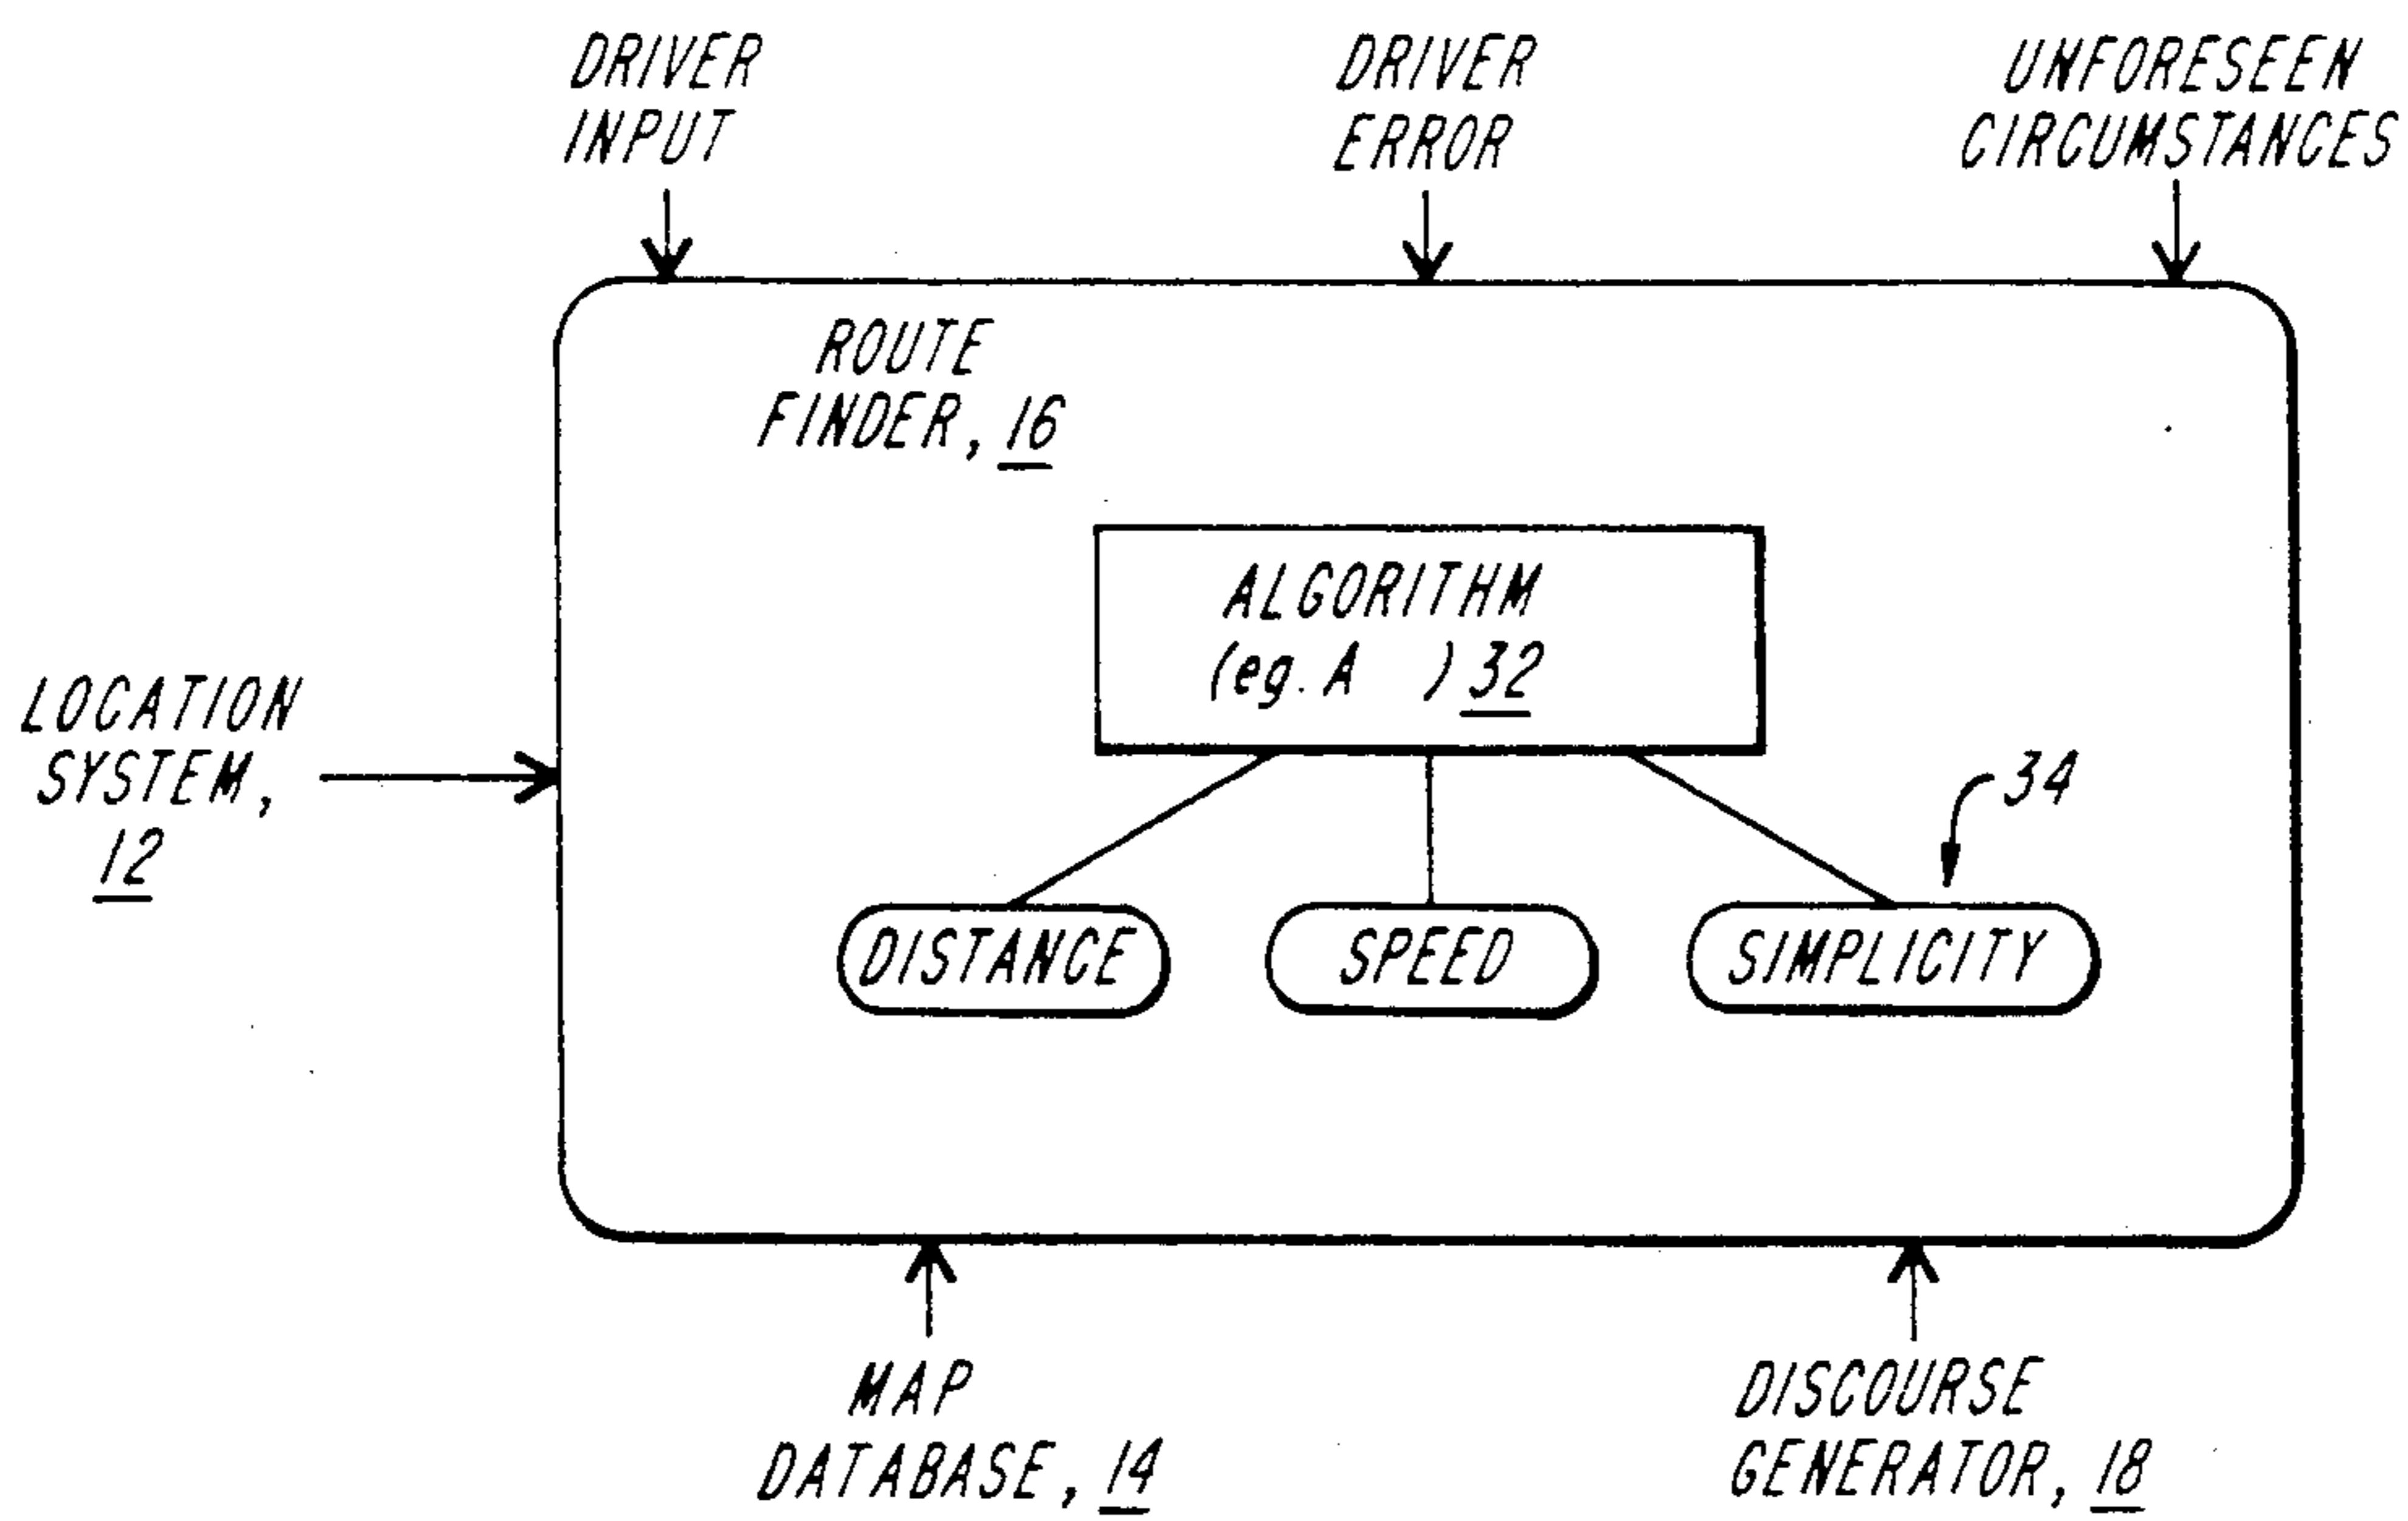 DRIVER
INPUT
DRIVER
ERROR
UNFORESEEN
CIRCUMSTANCES
ROUTE
FINDER, 16
ALGORITHM
(eg. A ) 32
LOCATION
SYSTEM,
12
34
DISTANCE
SPEED
SIMPLICITY
MAP
DATABASE, 14
DISCOURSE
GENERATOR, 18